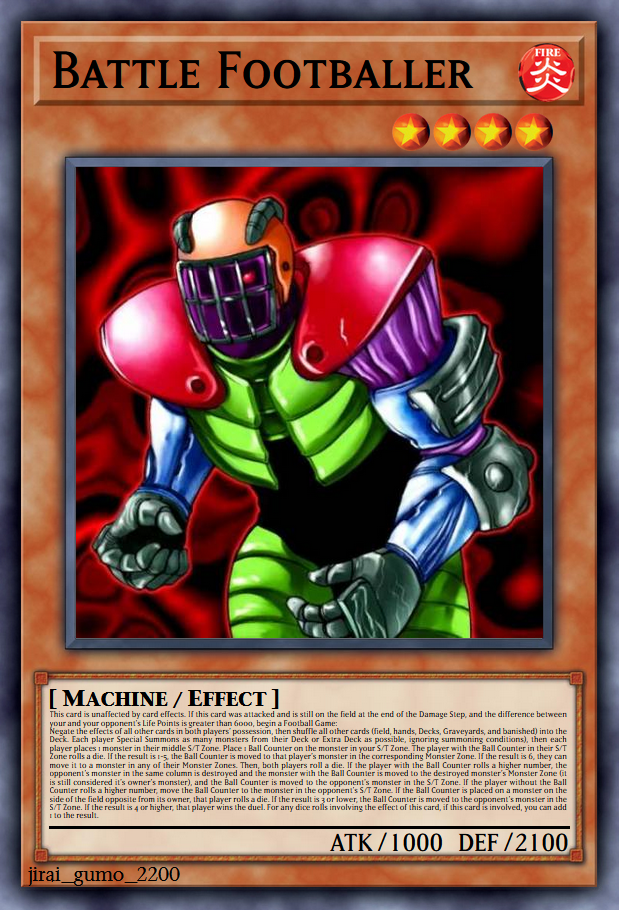 Battle Footballer
FIRE
炎
[ Machine / Effect ]
This card is unaffected by card effects. If this card was attacked and is still on the field at the end of the Damage Step, and the difference between
your and your opponent's Life Points is greater than 6000, begin a Football Game:
Negate the effects of all other cards in both players' possession, then shuffle all other cards (field, hands, Decks, Graveyards, and banished) into the
Deck. Each player Special Summons as many monsters from their Deck or Extra Deck as possible, ignoring summoning conditions), then each
player places 1 monster in their middle S/T Zone. Place 1 Ball Counter on the monster in your S/T Zone. The player with the Ball Counter in their S/T
Zone rolls a die. If the result is 1-5, the Ball Counter is moved to that player's monster in the corresponding Monster Zone. If the result is 6, they can
move it to a monster in any of their Monster Zones. Then, both players roll a die. If the player with the Ball Counter rolls a higher number, the
opponent's monster in the same column is destroyed and the monster with the Ball Counter is moved to the destroyed monster's Monster Zone (it
is still considered it's owner's monster), and the Ball Counter is moved to the opponent's monster in the S/T Zone. If the player without the Ball
Counter rolls a higher number, move the Ball Counter to the monster in the opponent's S/T Zone. If the Ball Counter is placed on a monster on the
side of the field opposite from its owner, that player rolls a die. If the result is 3 or lower, the Ball Counter is moved to the opponent's monster in the
S/T Zone. If the result is 4 or higher, that player wins the duel. For any dice rolls involving the effect of this card, if this card is involved, you can add
1 to the result.
ATK/1000 DEF/2100
jirai_gumo_2200